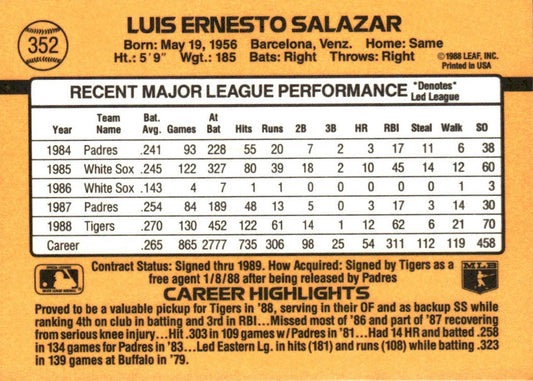 352
LUIS ERNESTO SALAZAR
Born: May 19, 1956 Barcelona, Venz. Home: Same
Ht.: 5'9" Wgt.: 185 Bats: Right Throws: Right
©1988 LEAF, INC.
Printed in USA
RECENT MAJOR LEAGUE PERFORMANCE *Denotes" Led League
Year Team Name Bat. Avg. Games At Bat Hits Runs 2B 3B HR RBI Steal Walk SO
1984 Padres .241 93 228 55 20 7 2 3 17 11 6 38
1985 White Sox .245 122 327 80 39 18 2 10 45 14 12 60
1986 White Sox .143 4 7 1 1 0 0 0 0 0 1 3
1987 Padres .254 84 189 48 13 5 0 3 17 3 14 30
1988 Tigers .270 130 452 122 61 14 1 12 62 6 21 70
Career .265 865 2777 735 306 98 25 54 311 112 119 458
Contract Status: Signed thru 1989. How Acquired: Signed by Tigers as a
free agent 1/8/88 after being released by Padres
MLB
CAREER HIGHLIGHTS
Proved to be a valuable pickup for Tigers in '88, serving in their OF and as backup SS while
ranking 4th on club in batting and 3rd in RBI...Missed most of '86 and part of '87 recovering
from serious knee injury...Hit .303 in 109 games w/Padres in '81...Had 14 HR and batted .258
in 134 games for Padres in '83...Led Eastern Lg. in hits (181) and runs (108) while batting .323
in 139 games at Buffalo in '79.